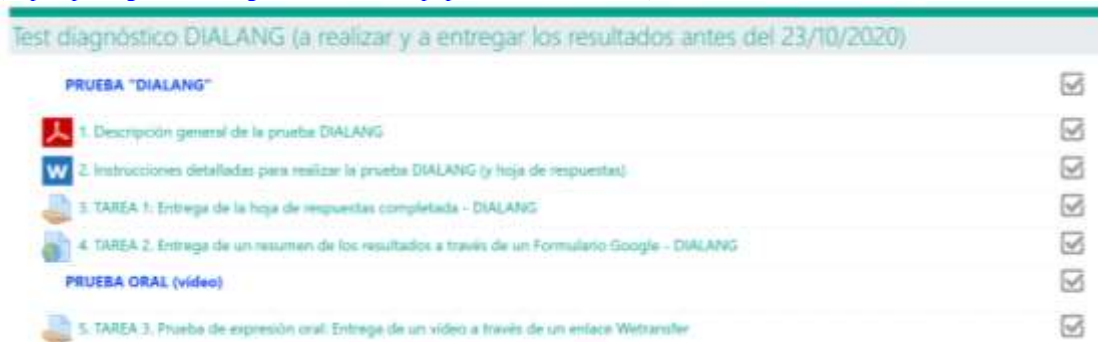 Test diagnóstico DIALANG (a realizar y a entregar los resultados antes del 23/10/2020)
PRUEBA "DIALANG"
1. Descripción general de la prueba DIALANG
W 2. Instrucciones detalladas para realizar la prueba DIALANG (y hoja de respuestas)
3. TAREA 1: Entrega de la hoja de respuestas completada - DIALANG
4. TAREA 2. Entrega de un resumen de los resultados a través de un Formulario Google - DIALANG
PRUEBA ORAL (vídeo)
5. TAREA 3. Prueba de expresión oral: Entrega de un vídeo a través de un enlace Wetransfer